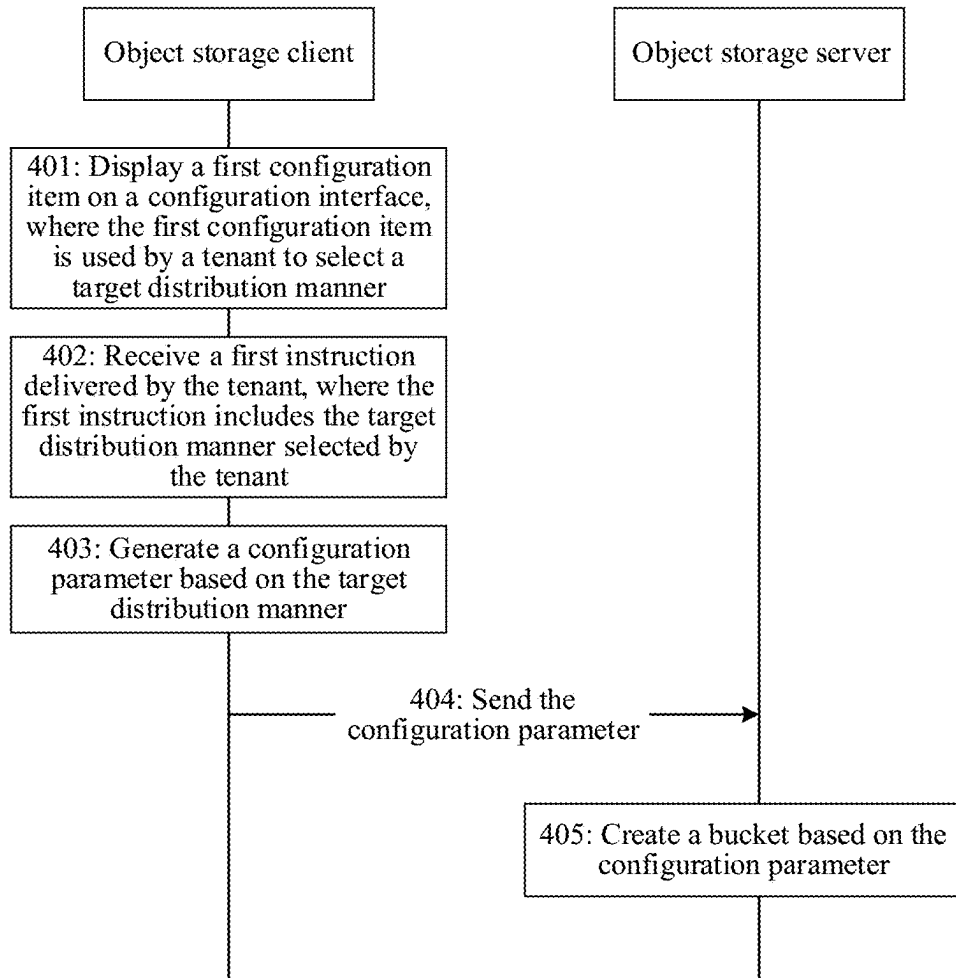 Object storage client
Object storage server
401: Display a first configuration
item on a configuration interface,
where the first configuration item
is used by a tenant to select a
target distribution manner
402: Receive a first instruction
delivered by the tenant, where the
first instruction includes the target
distribution manner selected by
the tenant
403: Generate a configuration
parameter based on the target
distribution manner
404: Send the
configuration parameter
405: Create a bucket based on the
configuration parameter